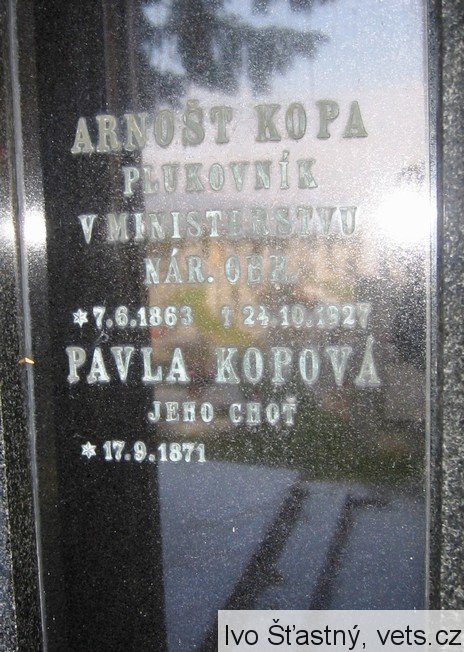 ARNOŠT KOPA
PLUKOVNÍK
V MINISTERSTVU
NÁR. OBR.
*7.6.1863 †24.10.1927
PAVLA KOPOVÁ
JEHO CHOŤ
*17.9.1871
Ivo Šťastný, vets.cz